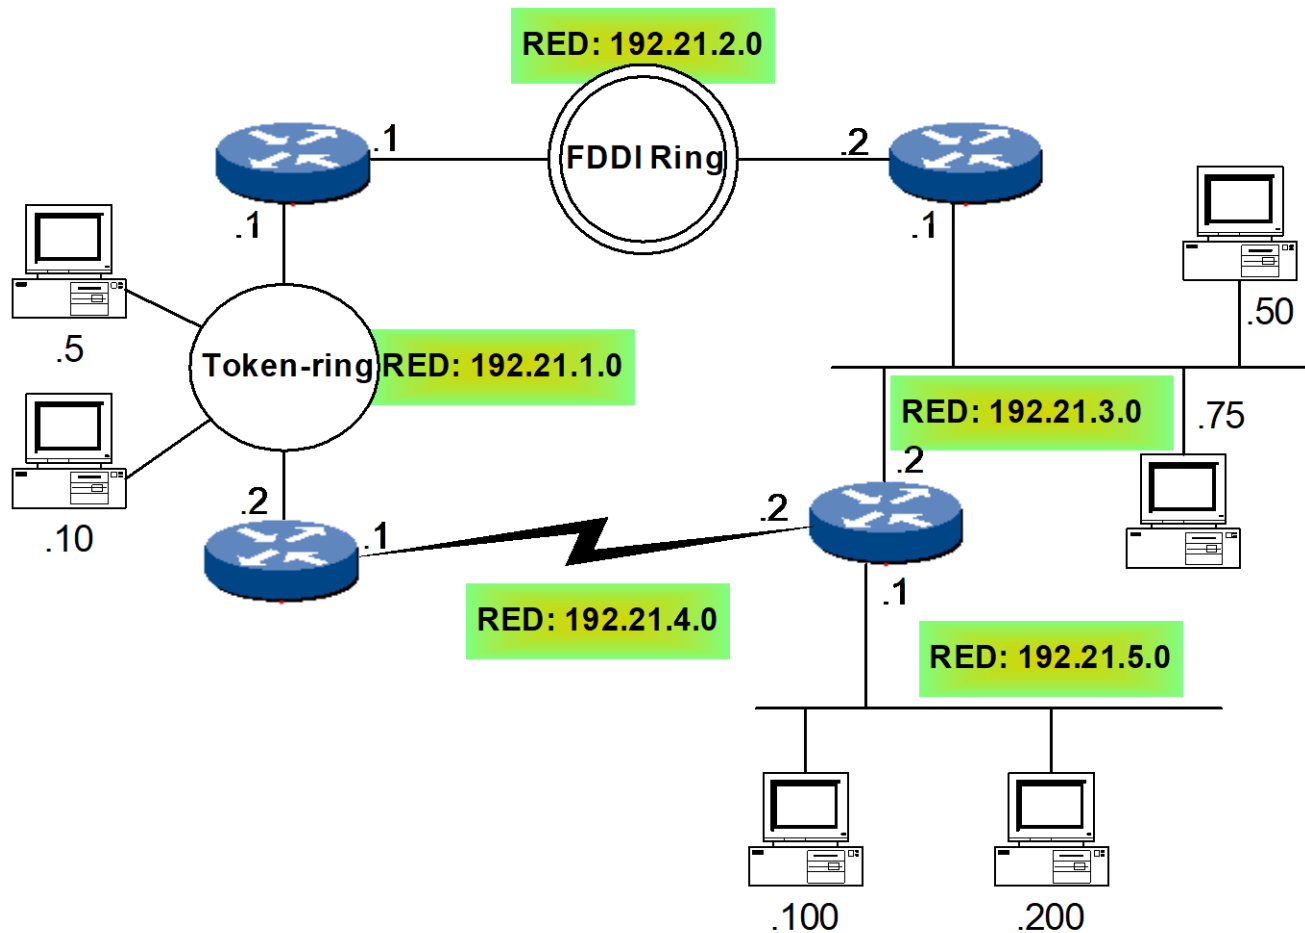 RED: 192.21.2.0
.1
FDDI Ring
.2
.1
.1
.50
.5
Token-ring
RED: 192.21.1.0
RED: 192.21.3.0
.75
.2
.10
.2
.1
.2
.1
RED: 192.21.4.0
RED: 192.21.5.0
.100
.200